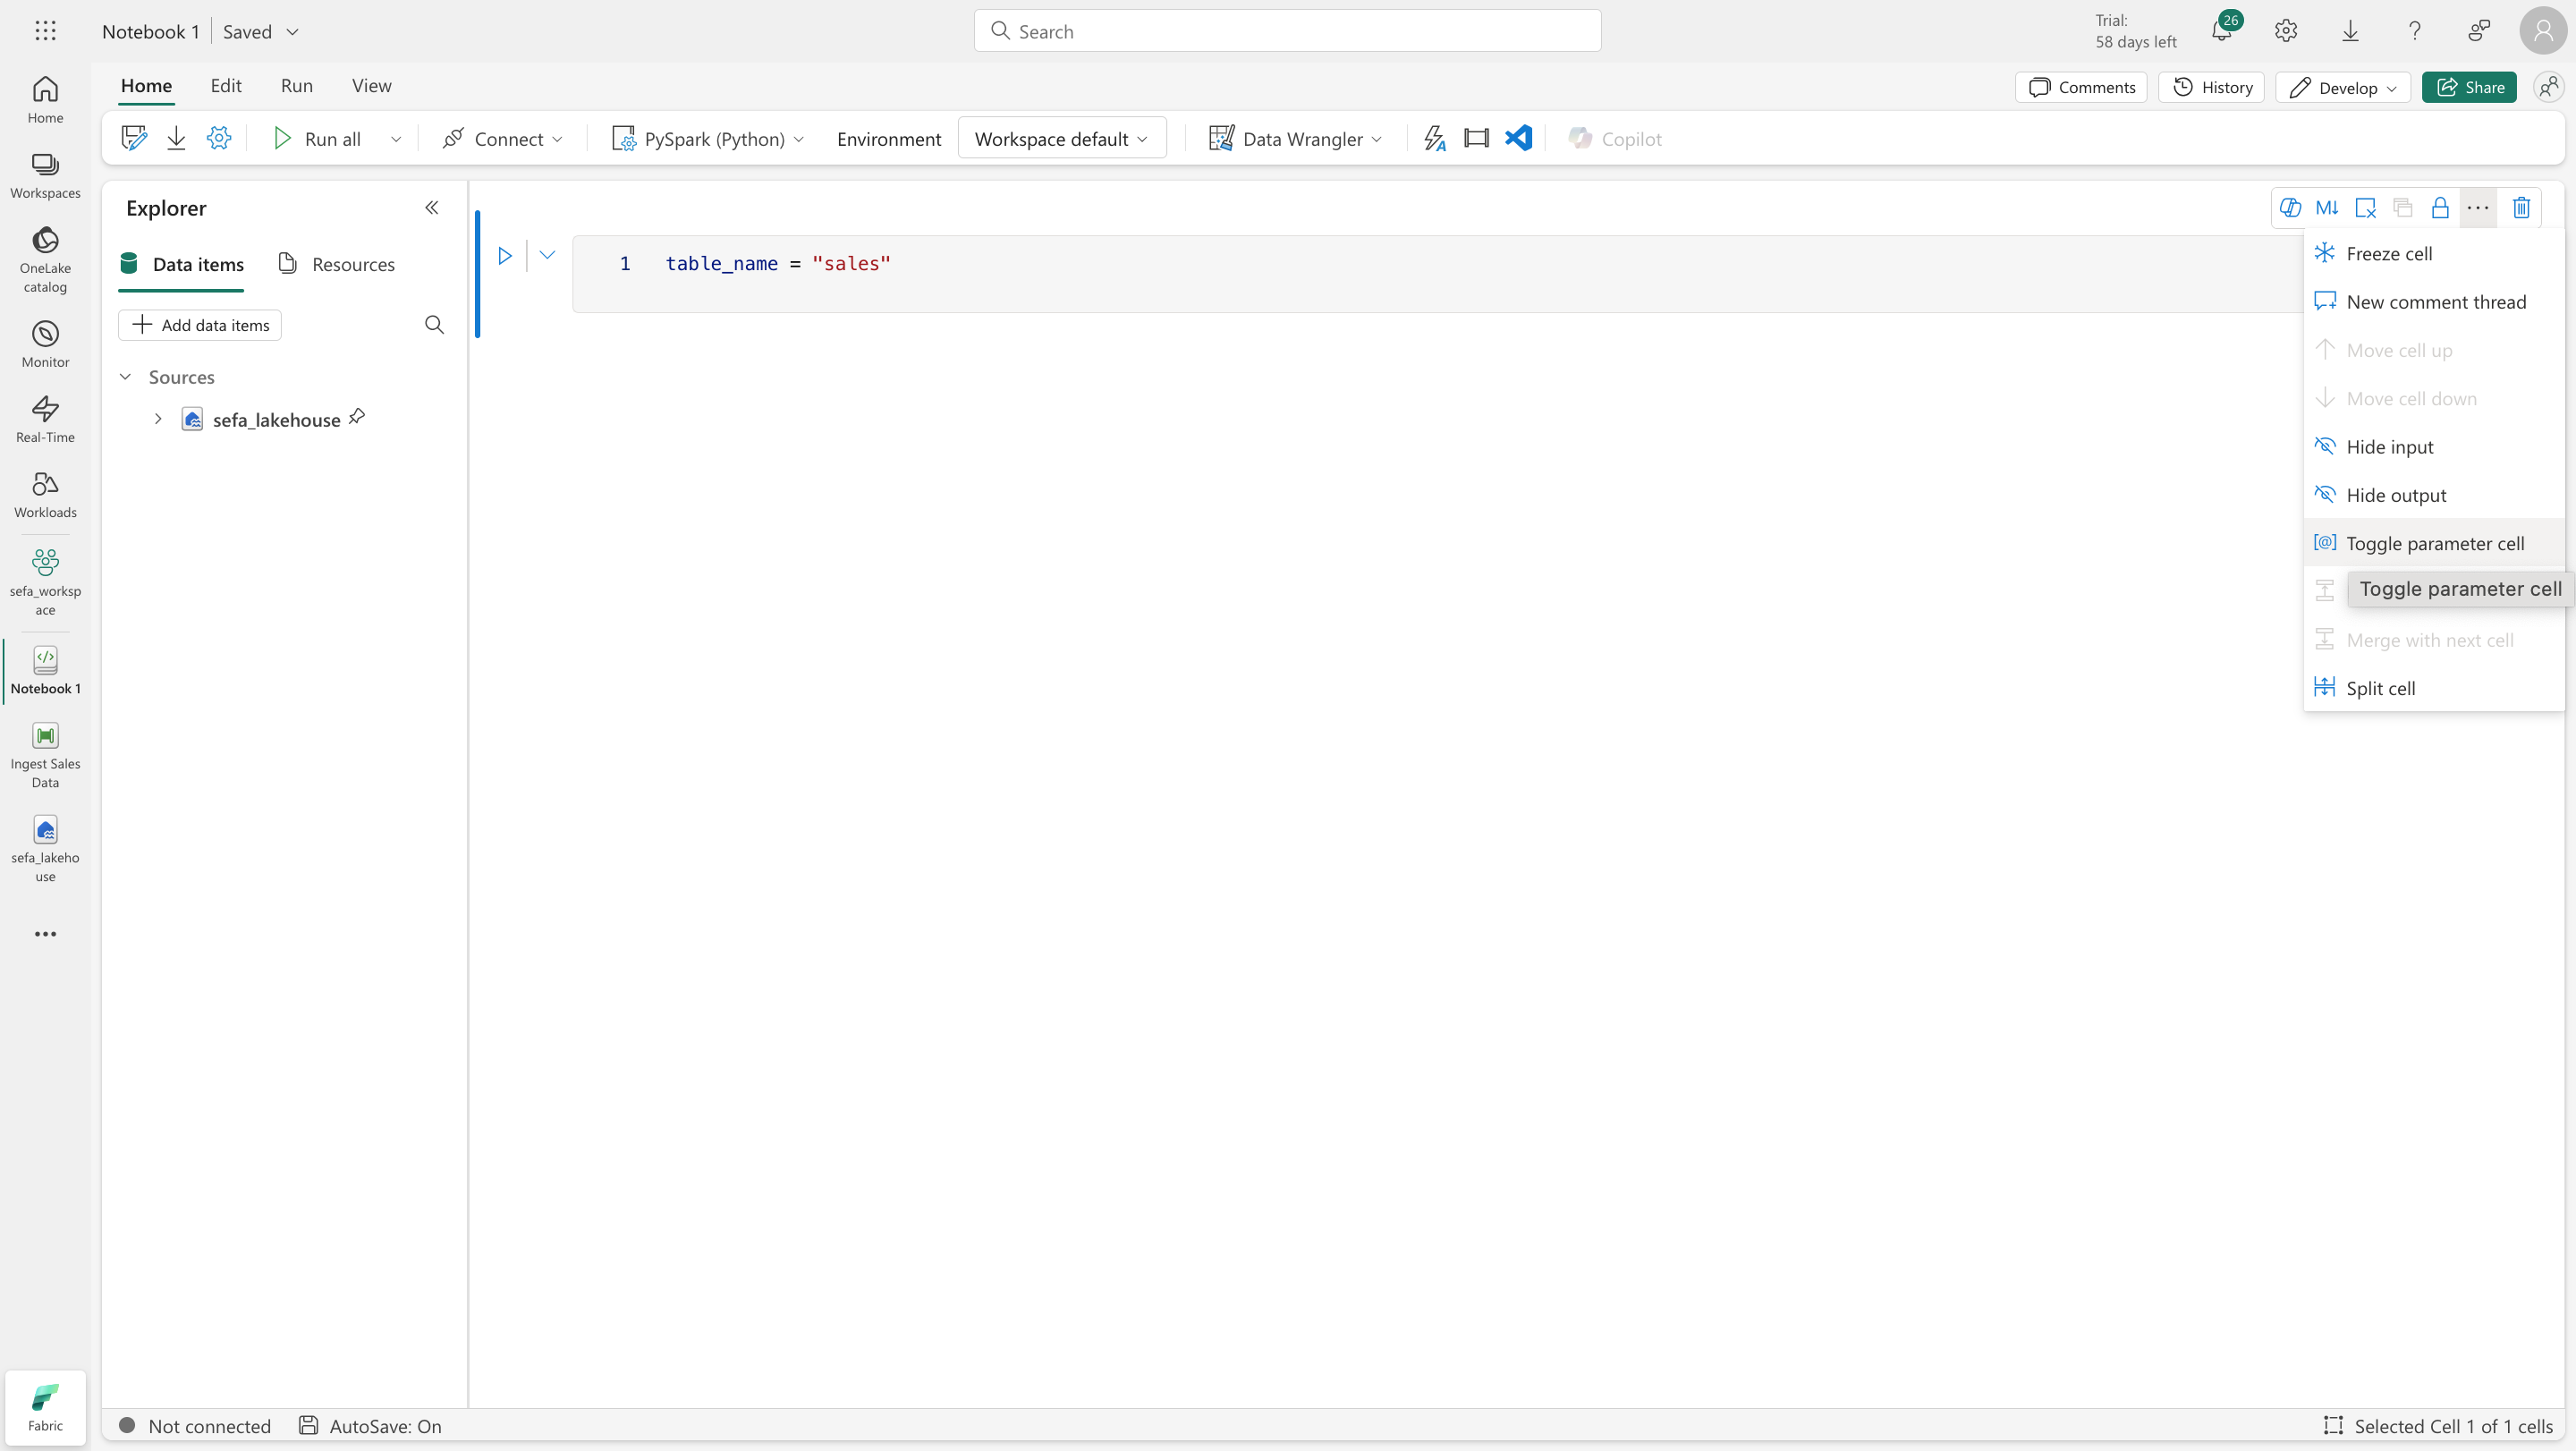 Notebook 1 Saved
Search
Trial:
58 days left
26
Home Edit Run View
Comments History Develop Share
Run all Connect PySpark (Python) Environment Workspace default Data Wrangler Copilot
Home
Workspaces
OneLake
catalog
Monitor
Real-Time
Workloads
sefa_worksp
ace
Notebook 1
Ingest Sales
Data
sefa_lakeho
use
Fabric
Explorer
Data items Resources
Add data items
Sources
sefa_lakehouse
1 table_name = "sales"
M↓
Freeze cell
New comment thread
Move cell up
Move cell down
Hide input
Hide output
[@] Toggle parameter cell
Toggle parameter cell
Merge with next cell
Split cell
Not connected AutoSave: On
Selected Cell 1 of 1 cells